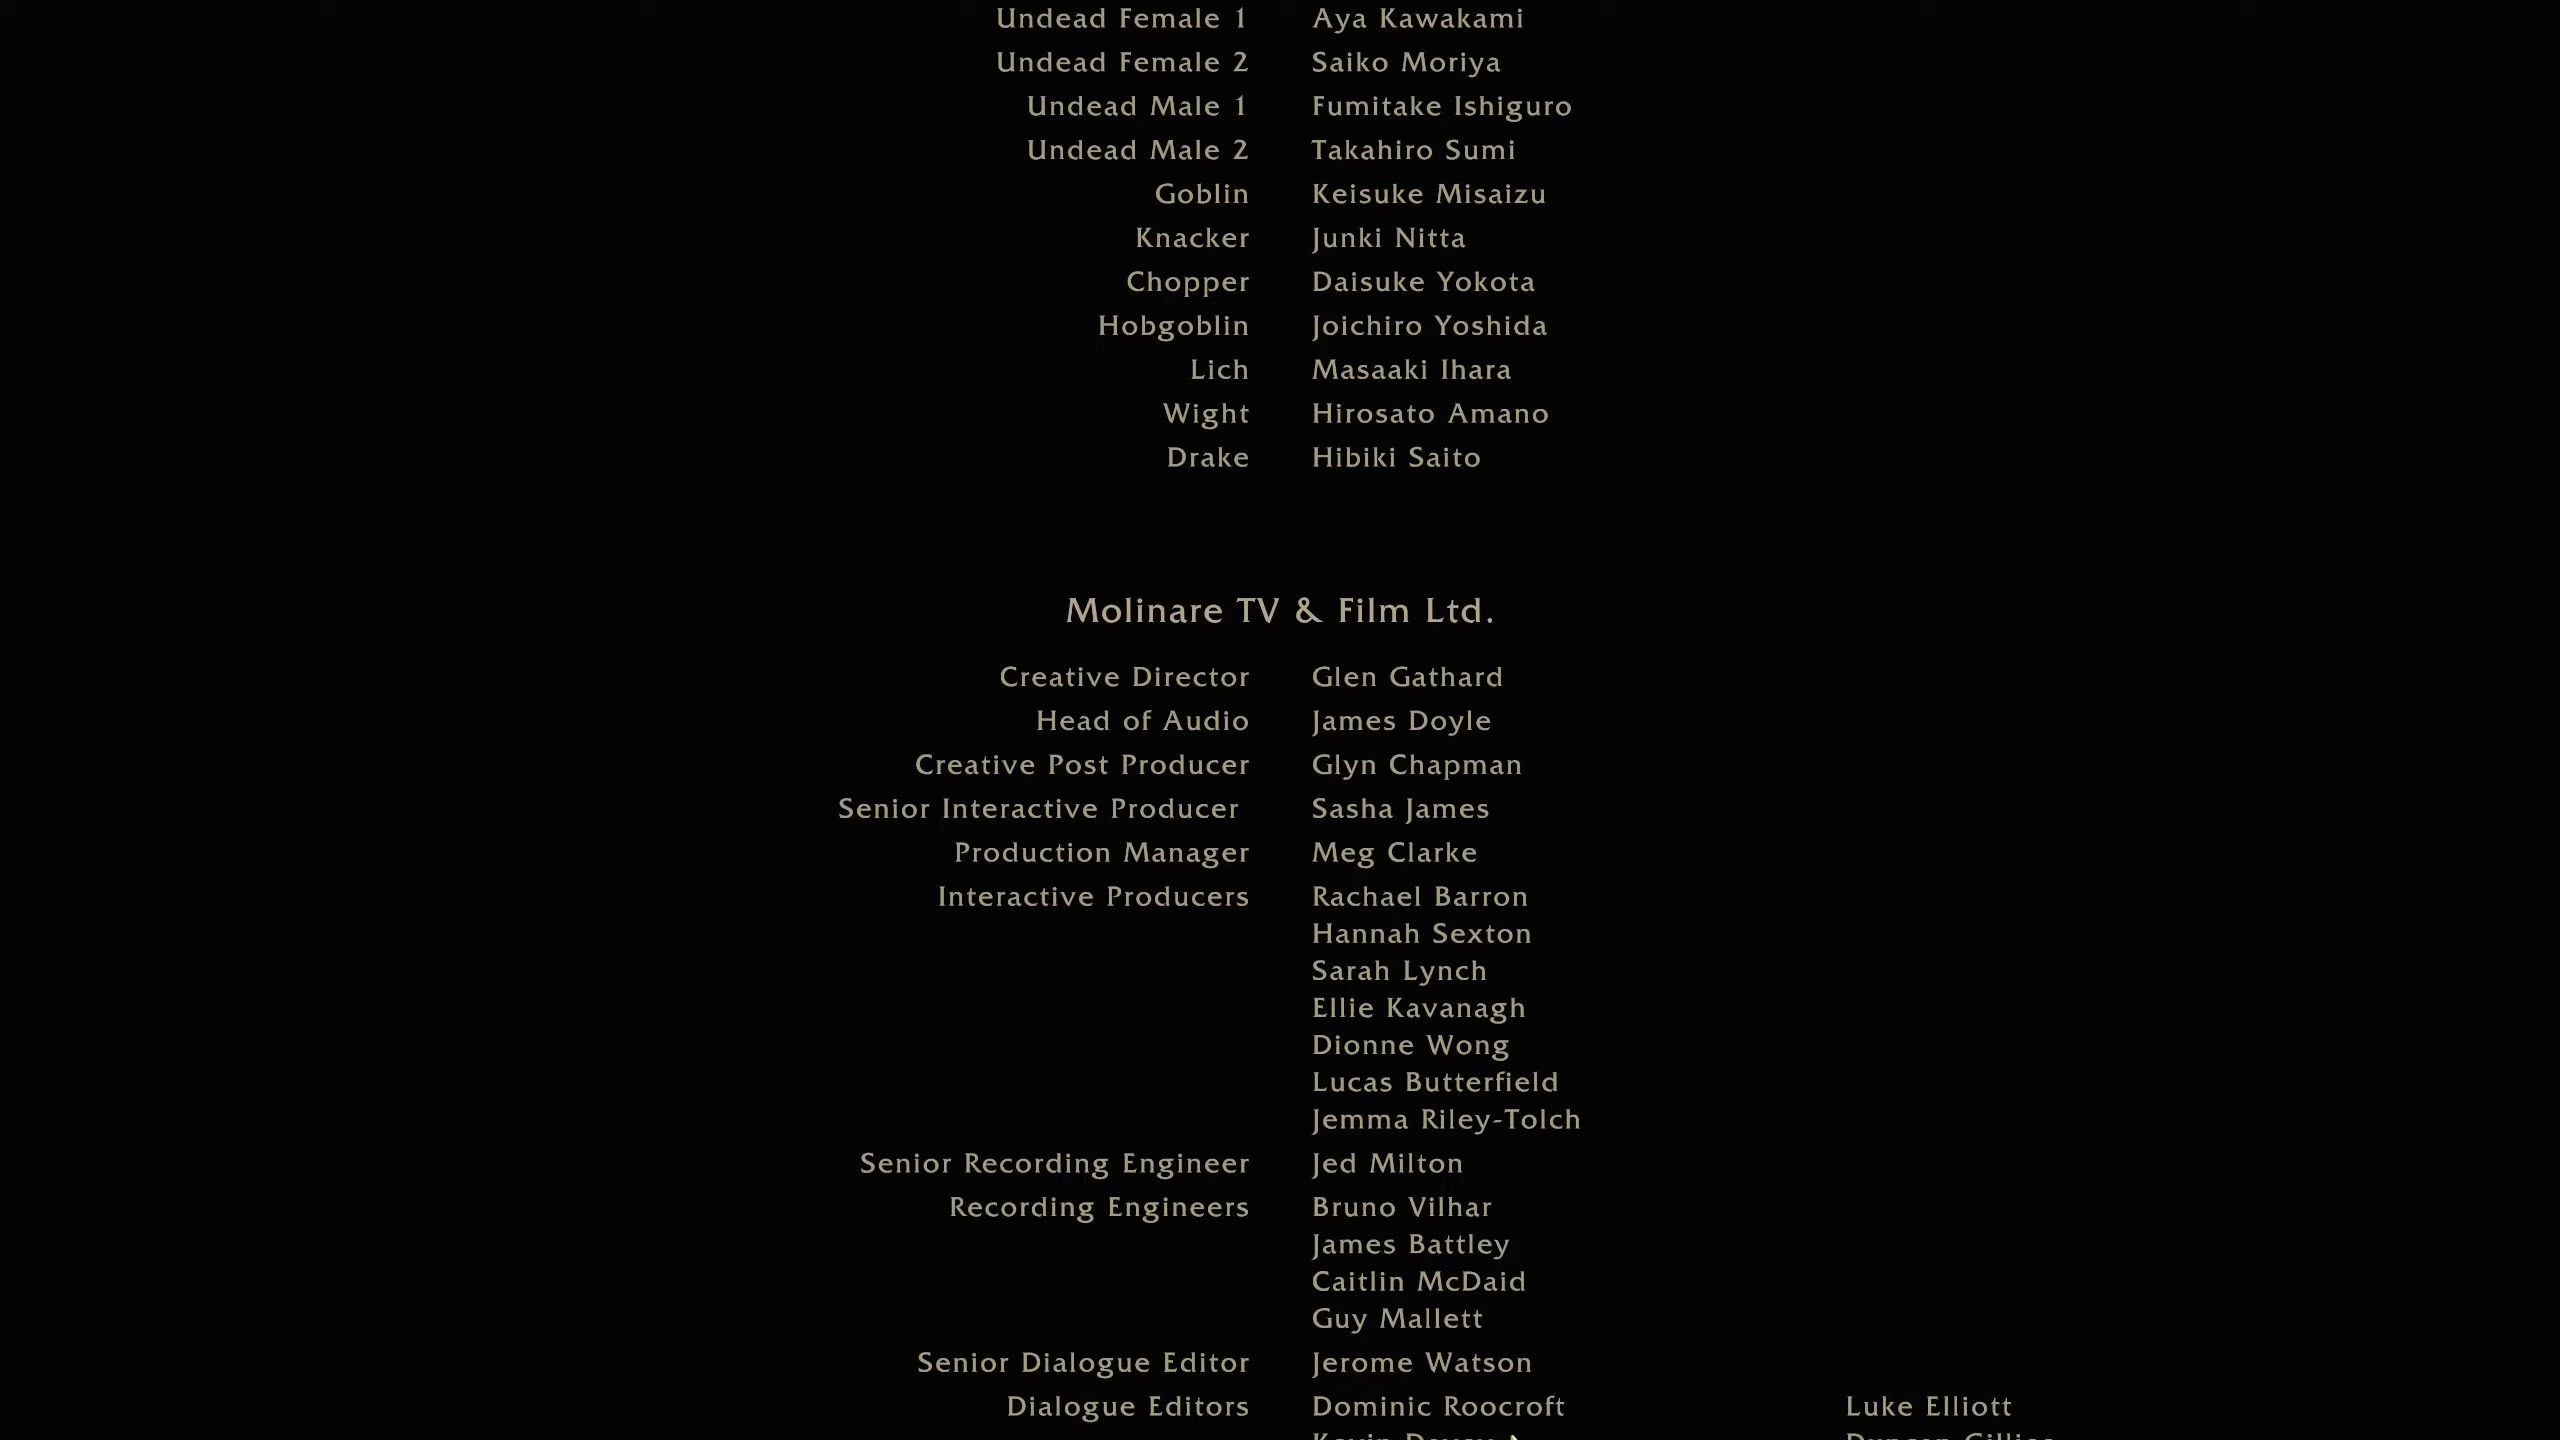 Undead Female 1 Aya Kawakami
Undead Female 2 Saiko Moriya
Undead Male 1 Fumitake Ishiguro
Undead Male 2 Takahiro Sumi
Goblin Keisuke Misaizu
Knacker Junki Nitta
Chopper Daisuke Yokota
Hobgoblin Joichiro Yoshida
Lich Masaaki Ihara
Wight Hirosato Amano
Drake Hibiki Saito
Molinare TV & Film Ltd.
Creative Director Glen Gathard
Head of Audio James Doyle
Creative Post Producer Glyn Chapman
Senior Interactive Producer Sasha James
Production Manager Meg Clarke
Interactive Producers Rachael Barron
Hannah Sexton
Sarah Lynch
Ellie Kavanagh
Dionne Wong
Lucas Butterfield
Jemma Riley-Tolch
Senior Recording Engineer Jed Milton
Recording Engineers Bruno Vilhar
James Battley
Caitlin McDaid
Guy Mallett
Senior Dialogue Editor Jerome Watson
Dialogue Editors Dominic Roocroft Luke Elliott